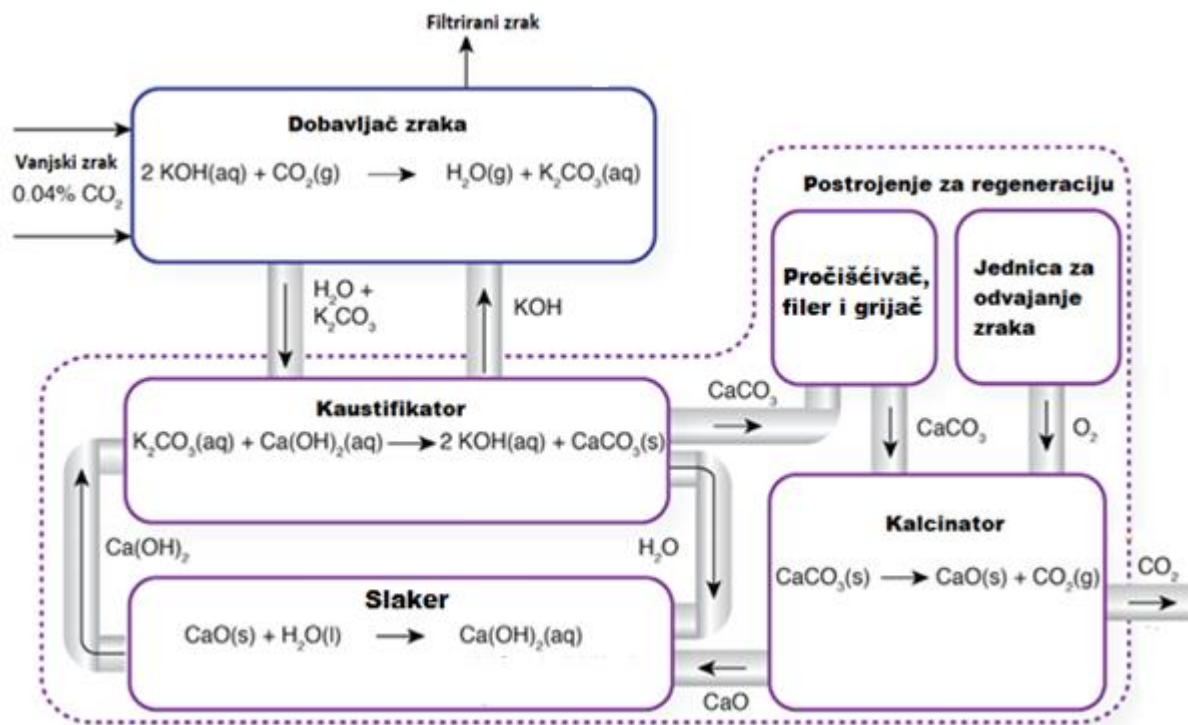 Filtrirani zrak
Dobavljač zraka
Vanjski zrak
0.04% CO₂
2 KOH(aq) + CO₂(g) → H₂O(g) + K₂CO₃(aq)
Postrojenje za regeneraciju
Pročišćivač,
filer i grijač
Jednica za
odvajanje
zraka
H₂O +
K₂CO₃
KOH
Kaustifikator
K₂CO₃(aq) + Ca(OH)₂(aq) → 2 KOH(aq) + CaCO₃(s)
CaCO₃
CaCO₃
O₂
Kalcinator
CaCO₃(s) → CaO(s) + CO₂(g)
CO₂
Ca(OH)₂
H₂O
Slaker
CaO(s) + H₂O(l) → Ca(OH)₂(aq)
CaO